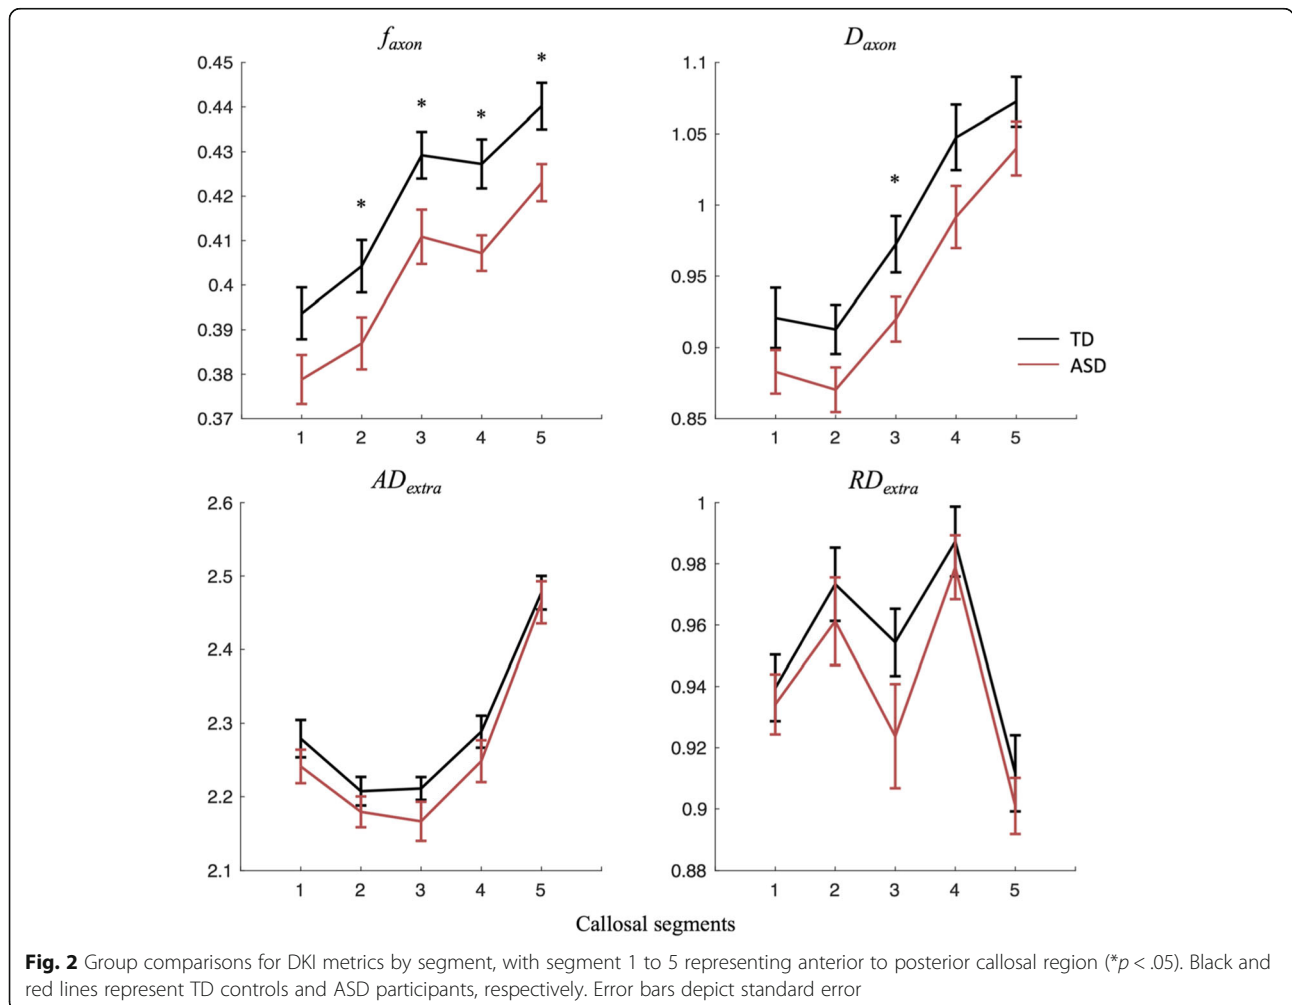 f_axon
D_axon
0.45
0.44
0.43
0.42
0.41
0.4
0.39
0.38
0.37
* * * *
1 2 3 4 5
1.1
1.05
1
0.95
0.9
0.85
*
TD
ASD
1 2 3 4 5
AD_extra
RD_extra
2.6
2.5
2.4
2.3
2.2
2.1
1 2 3 4 5
1
0.98
0.96
0.94
0.92
0.9
0.88
1 2 3 4 5
Callosal segments
Fig. 2 Group comparisons for DKI metrics by segment, with segment 1 to 5 representing anterior to posterior callosal region (*p < .05). Black and
red lines represent TD controls and ASD participants, respectively. Error bars depict standard error